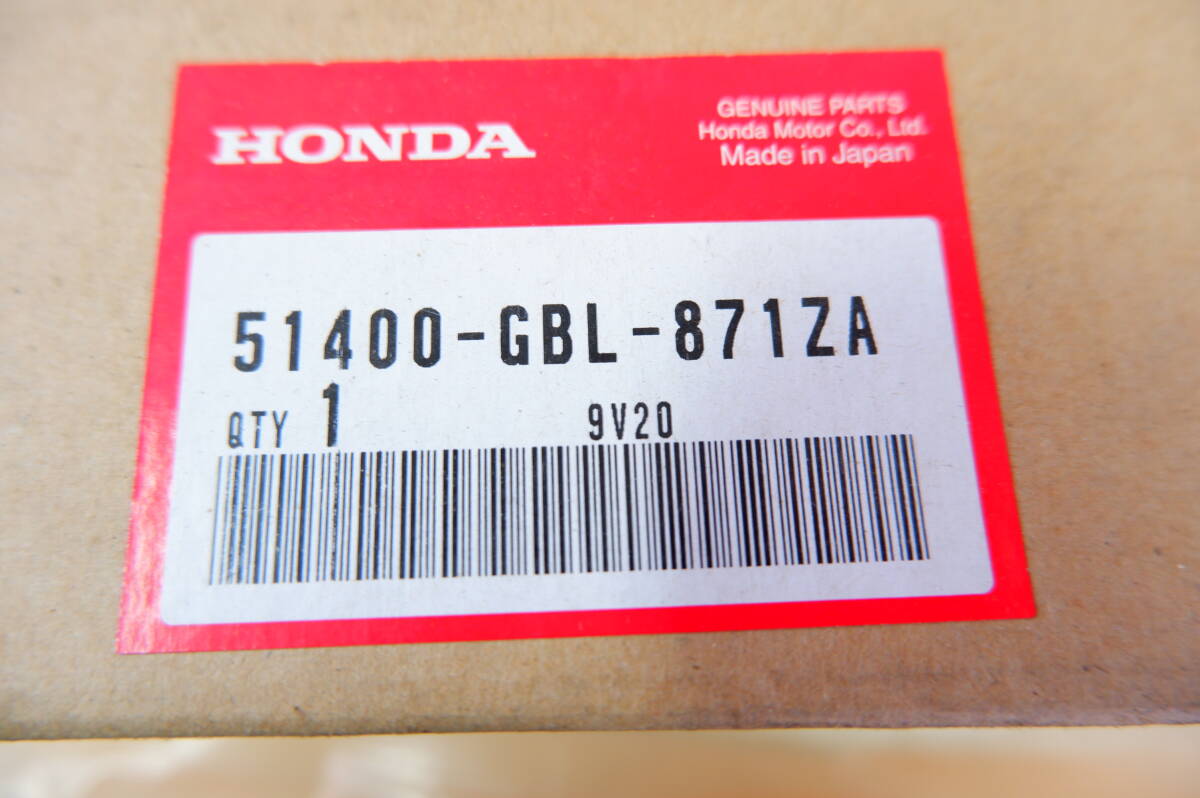 HONDA
GENUINE PARTS
Honda Motor Co., Ltd.
Made in Japan
51400-GBL-871ZA
QTY 1 9V20